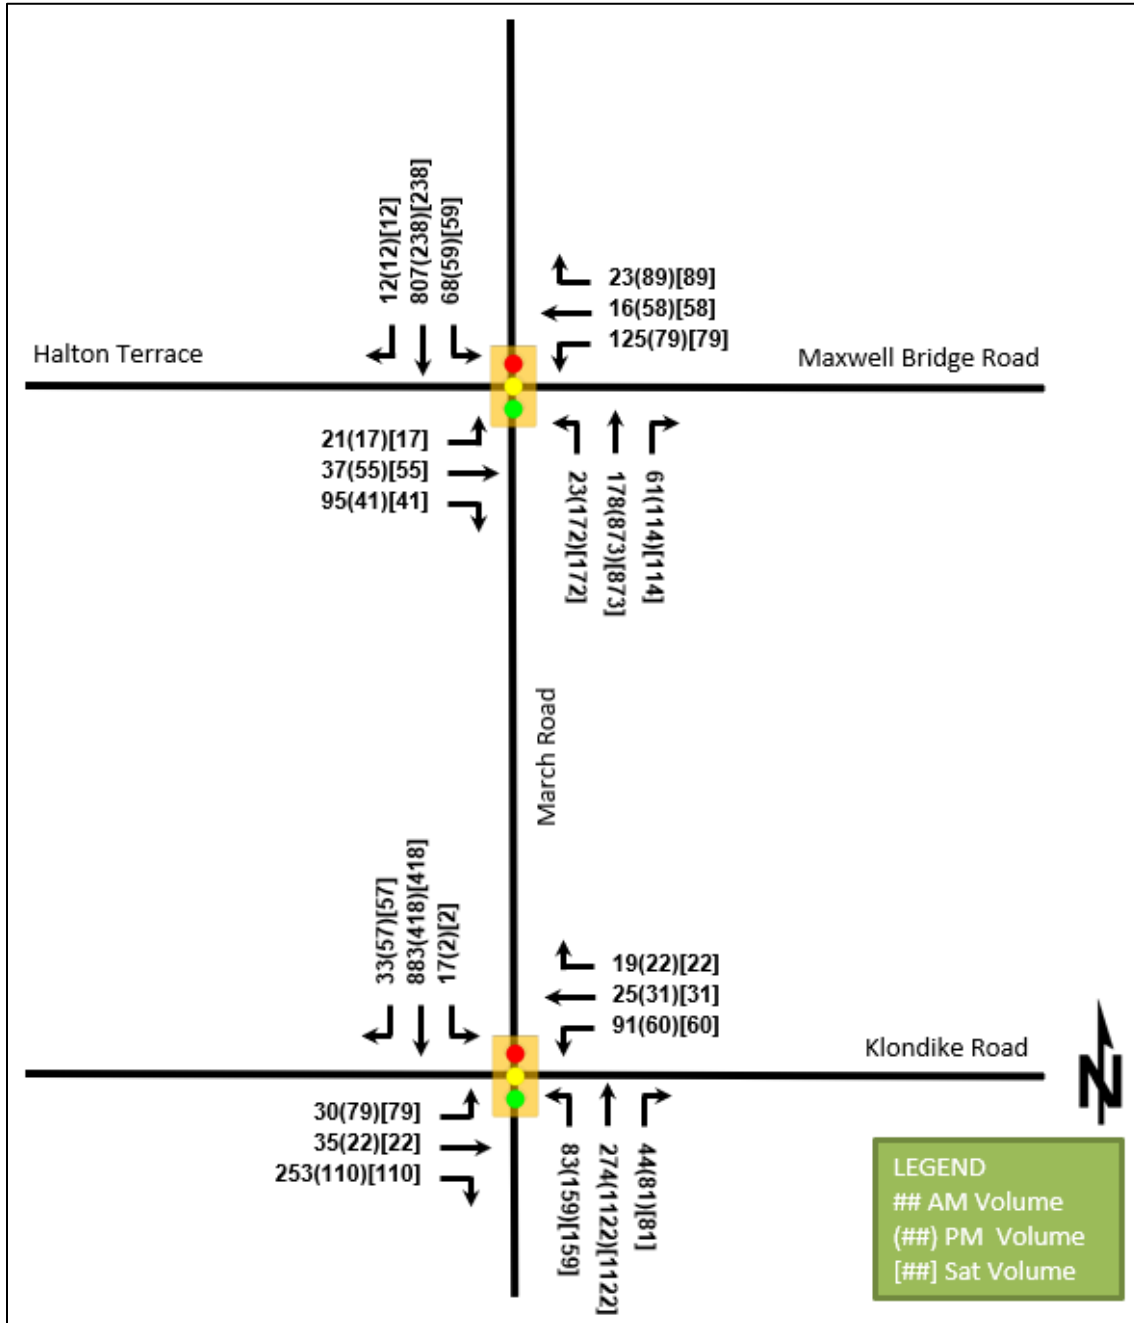 12(12)[12]
807(238)[238]
68(59)[59]
23(89)[89]
16(58)[58]
125(79)[79]
Halton Terrace
Maxwell Bridge Road
21(17)[17]
37(55)[55]
95(41)[41]
23(172)[172]
178(873)[873]
61(114)[114]
March Road
33(57)[57]
883(418)[418]
17(2)[2]
19(22)[22]
25(31)[31]
91(60)[60]
Klondike Road
N
30(79)[79]
35(22)[22]
253(110)[110]
83(159)[159]
274(1122)[1122]
44(81)[81]
LEGEND
## AM Volume
(##) PM Volume
[##] Sat Volume